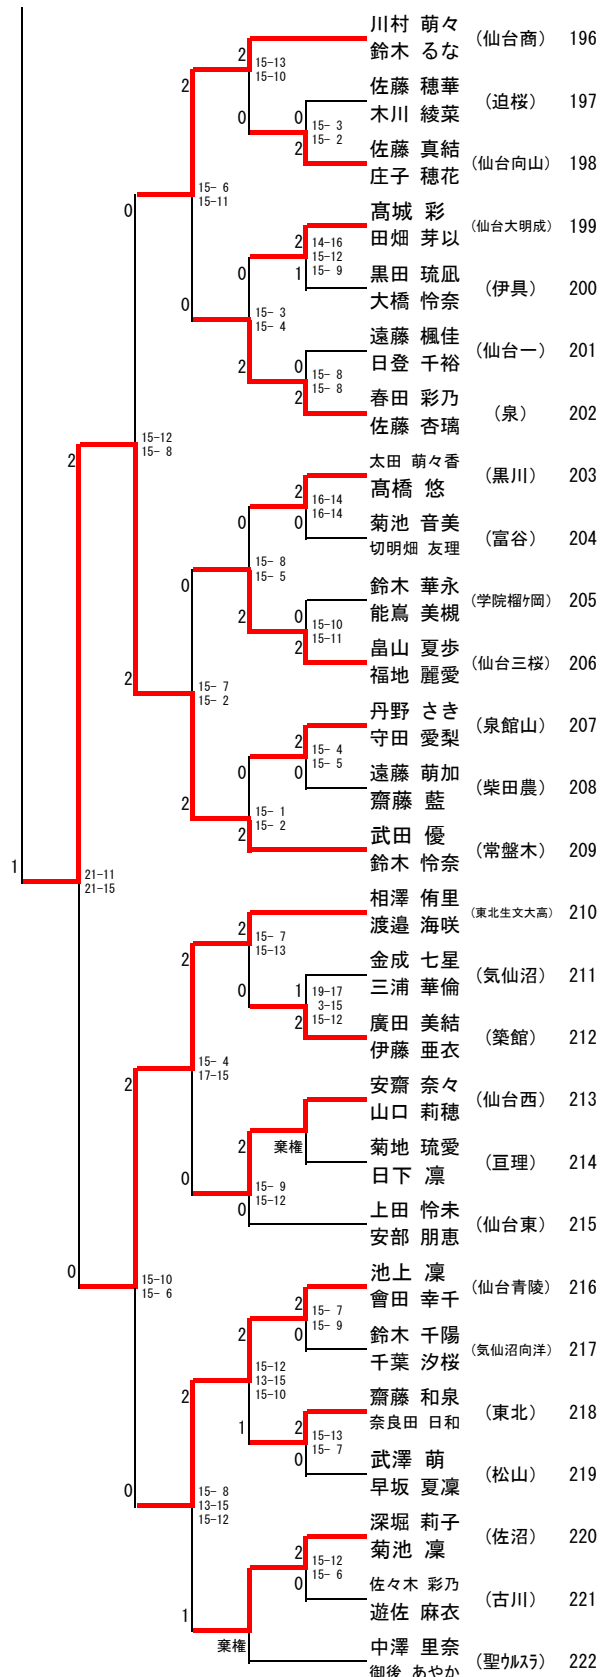 川村 萌々
鈴木 るな
(仙台商) 196
2
15-13
15-10
2
佐藤 穂華
木川 綾菜
(迫桜) 197
0
0
15- 3
15- 2
2
佐藤 真結
庄子 穂花
(仙台向山) 198
15- 6
15-11
0
髙城 彩
田畑 芽以
(仙台大明成) 199
2
14-16
15-12
15- 9
0
1
黒田 琉凪
大橋 怜奈
(伊具) 200
0
15- 3
15- 4
遠藤 楓佳
日登 千裕
(仙台一) 201
2
0
15- 8
15- 8
2
春田 彩乃
佐藤 杏璃
(泉) 202
15-12
15- 8
2
太田 萌々香
髙橋 悠
(黒川) 203
2
16-14
16-14
0
0
菊池 音美
切明畑 友理
(富谷) 204
15- 8
15- 5
0
鈴木 華永
能嶌 美槻
(学院榴ケ岡) 205
2
0
15-10
15-11
2
畠山 夏歩
福地 麗愛
(仙台三桜) 206
2
15- 7
15- 2
丹野 さき
守田 愛梨
(泉館山) 207
2
15- 4
15- 5
0
0
遠藤 萌加
齋藤 藍
(柴田農) 208
2
15- 1
15- 2
2
武田 優
鈴木 怜奈
(常盤木) 209
1
21-11
21-15
相澤 侑里
渡邉 海咲
(東北生文大高) 210
2
15- 7
15-13
2
金成 七星
三浦 華倫
(気仙沼) 211
0
1
19-17
3-15
15-12
2
廣田 美結
伊藤 亜衣
(築館) 212
15- 4
17-15
2
安齋 奈々
山口 莉穂
(仙台西) 213
2
棄権
菊地 琉愛
日下 凛
(亘理) 214
0
15- 9
15-12
0
上田 怜未
安部 朋恵
(仙台東) 215
0
15-10
15- 6
池上 凜
會田 幸千
(仙台青陵) 216
2
15- 7
15- 9
2
0
鈴木 千陽
千葉 汐桜
(気仙沼向洋) 217
15-12
13-15
15-10
2
齋藤 和泉
奈良田 日和
(東北) 218
1
2
15-13
15- 7
0
武澤 萌
早坂 夏凜
(松山) 219
0
15- 8
13-15
15-12
深堀 莉子
菊池 凜
(佐沼) 220
2
15-12
15- 6
0
佐々木 彩乃
遊佐 麻衣
(古川) 221
1
棄権
中澤 里奈
御後 あやか
(聖ウルスラ) 222